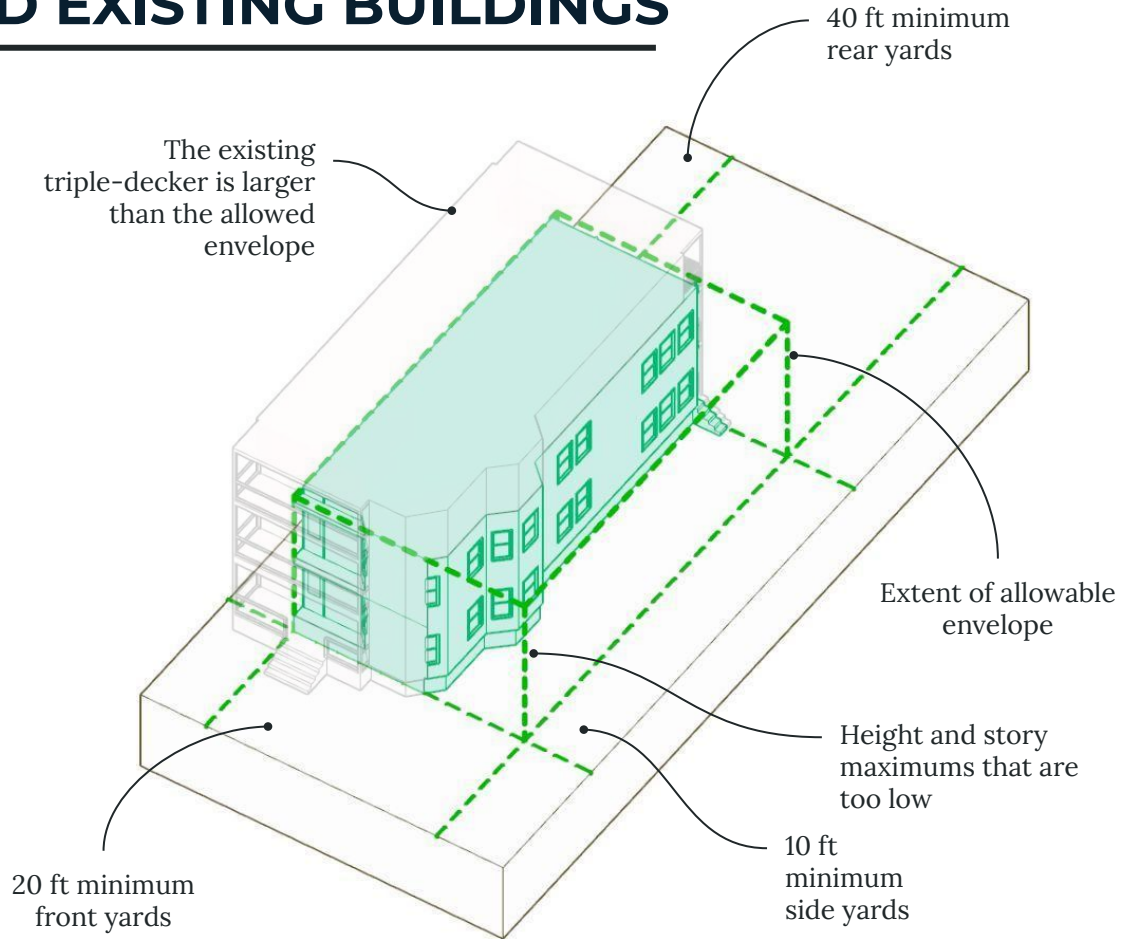 D EXISTING BUILDINGS
40 ft minimum
rear yards
The existing
triple-decker is larger
than the allowed
envelope
Extent of allowable
envelope
Height and story
maximums that are
too low
10 ft
minimum
side yards
20 ft minimum
front yards